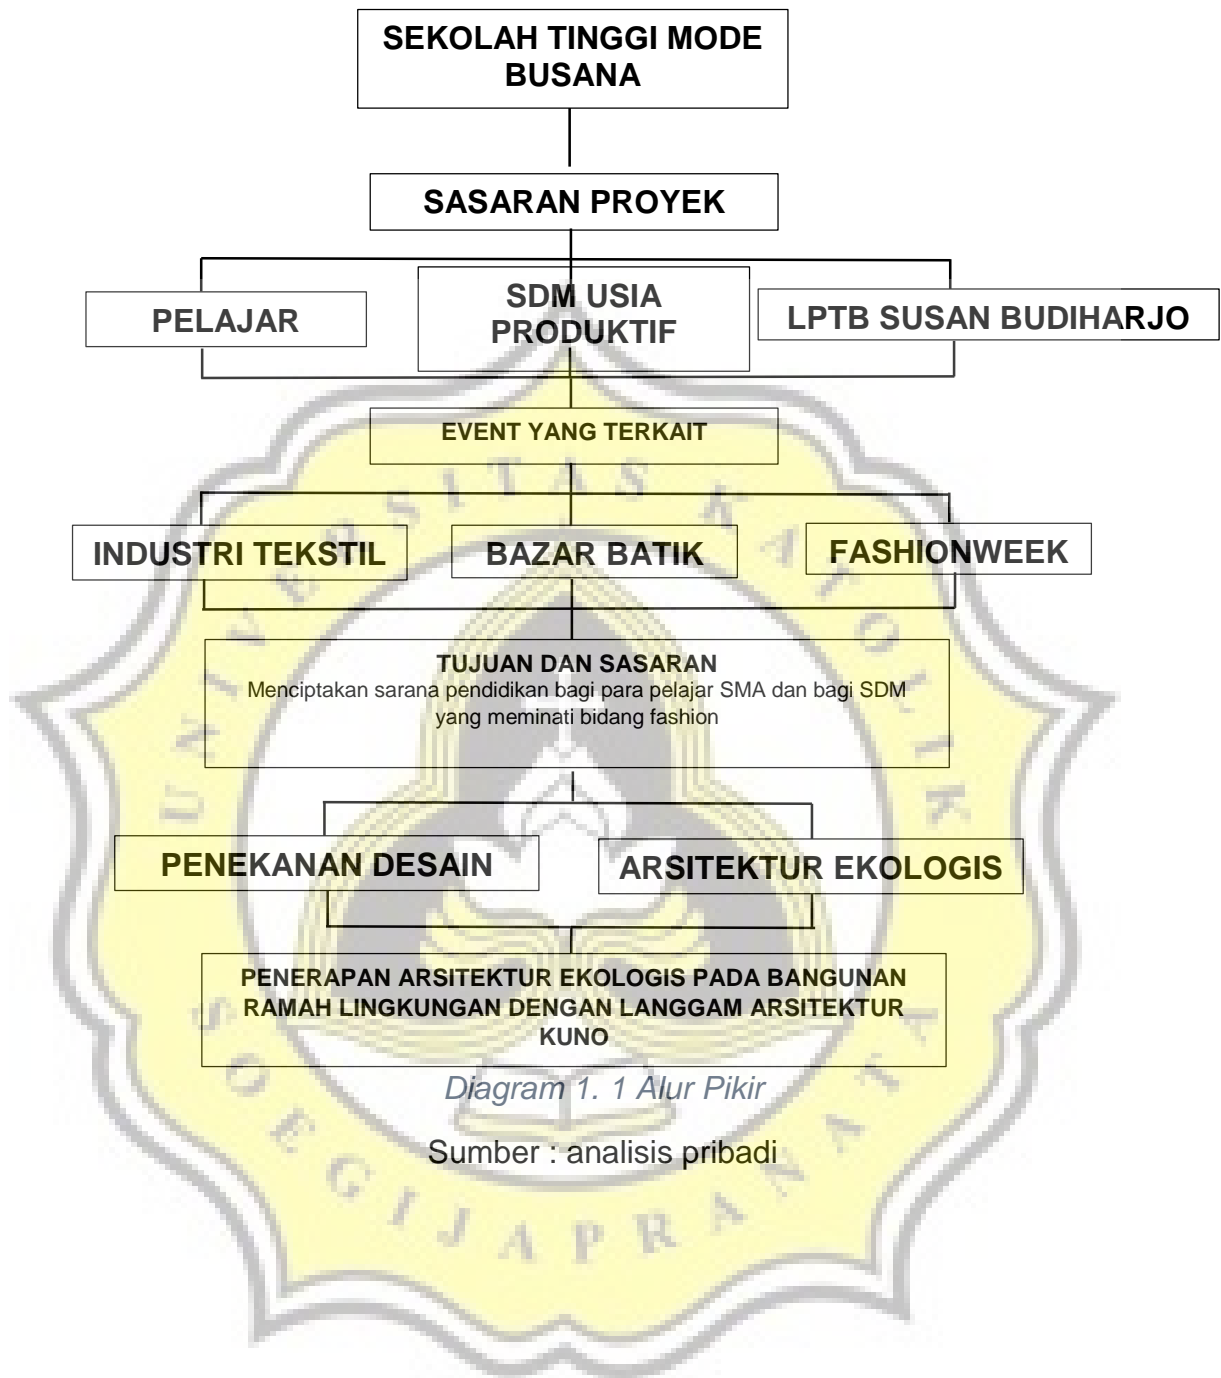 SEKOLAH TINGGI MODE
BUSANA
SASARAN PROYEK
PELAJAR
SDM USIA
PRODUKTIF
LPTB SUSAN BUDIHARJO
EVENT YANG TERKAIT
INDUSTRI TEKSTIL
BAZAR BATIK
FASHIONWEEK
TUJUAN DAN SASARAN
Menciptakan sarana pendidikan bagi para pelajar SMA dan bagi SDM
yang meminati bidang fashion
PENEKANAN DESAIN
ARSITEKTUR EKOLOGIS
PENERAPAN ARSITEKTUR EKOLOGIS PADA BANGUNAN
RAMAH LINGKUNGAN DENGAN LANGGAM ARSITEKTUR
KUNO
Diagram 1. 1 Alur Pikir
Sumber : analisis pribadi
UNIVERSITAS KATOLIK
SOEGIJAPRANATA